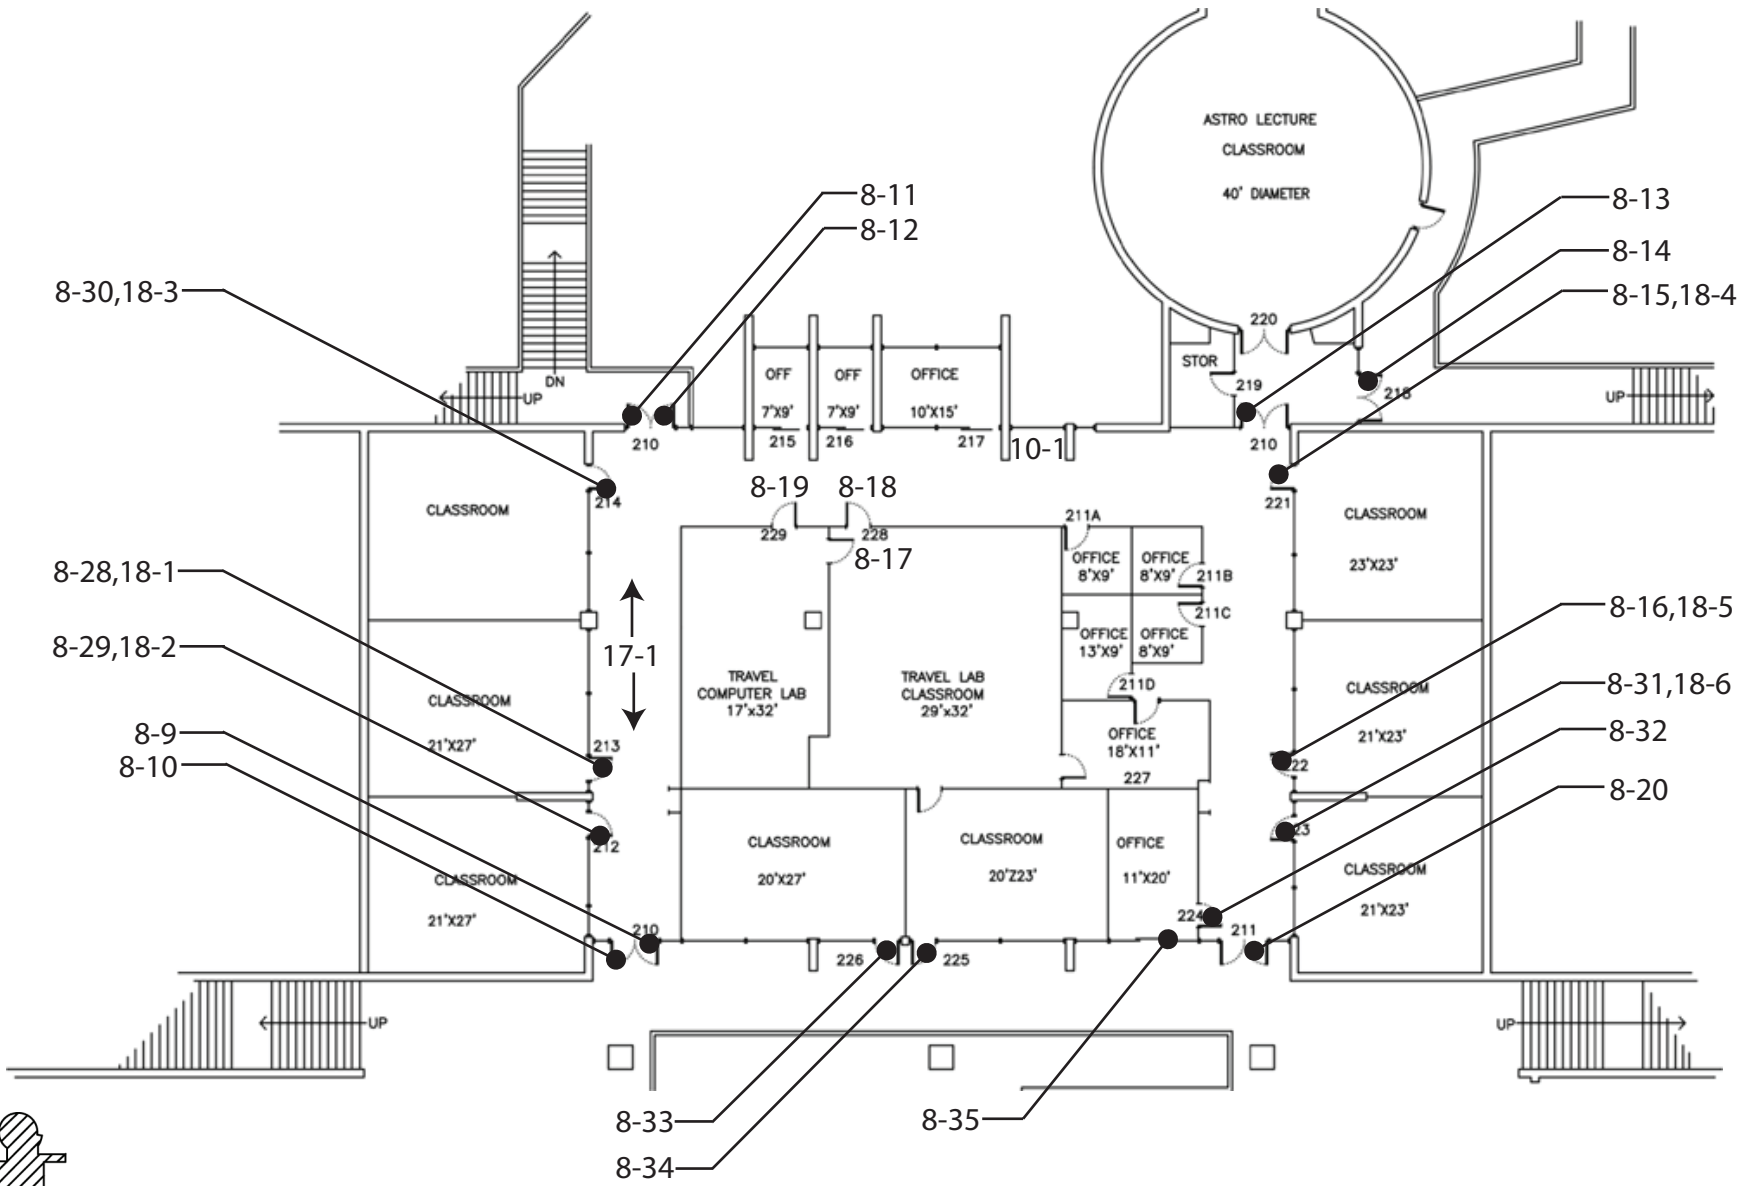 ASTRO LECTURE
CLASSROOM
40' DIAMETER
8-11
8-12
8-13
8-14
8-15,18-4
8-30,18-3
220
STOR
219
218
DN
UP
UP
OFF
7'X9'
OFF
7'X9'
OFFICE
10'X15'
210
215
216
217
10-1
210
8-19
8-18
214
221
CLASSROOM
229
228
211A
8-17
CLASSROOM
23'X23'
OFFICE
8'X9'
OFFICE
8'X9'
211B
211C
8-28,18-1
8-29,18-2
17-1
8-16,18-5
OFFICE
13'X9'
OFFICE
8'X9'
TRAVEL
COMPUTER LAB
17'x32'
TRAVEL LAB
CLASSROOM
29'x32'
211D
8-31,18-6
CLASSROOM
21'X27'
213
OFFICE
18'X11'
227
CLASSROOM
21'X23'
222
8-9
8-10
8-32
8-20
212
CLASSROOM
20'X27'
CLASSROOM
20'Z23'
OFFICE
11'X20'
23
CLASSROOM
21'X27'
CLASSROOM
21'X23'
210
224
211
226
225
UP
UP
8-33
8-34
8-35